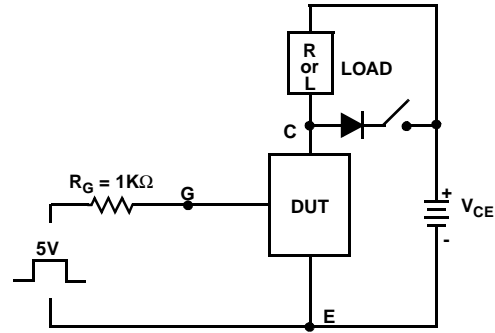 R
or
L
LOAD
C
R_G = 1KΩ
G
DUT
5V
+
V_CE
-
E